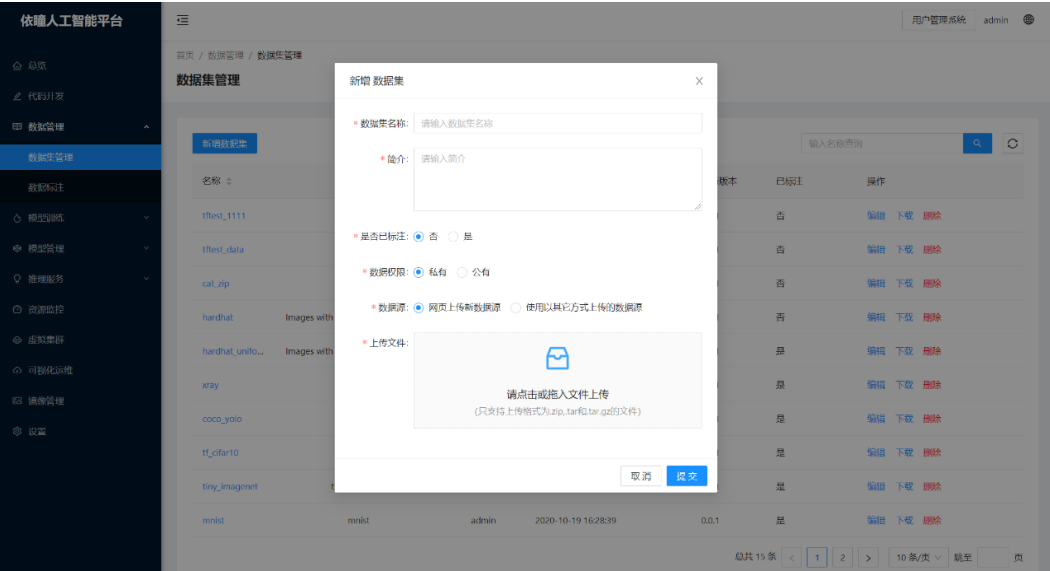 依瞳人工智能平台
用户管理系统 admin
首页 / 数据管理 / 数据集管理
数据集管理
总览
代码开发
数据管理
数据集管理
数据标注
模型训练
模型管理
推理服务
资源监控
虚拟集群
可视化运维
镜像管理
设置
新增数据集
输入名称查询
名称 版本 已标注 操作
tftest_1111 否 编辑 下载 删除
tftest_data 否 编辑 下载 删除
cat_zip 否 编辑 下载 删除
hardhat Images with 否 编辑 下载 删除
hardhat_unifo... Images with 是 编辑 下载 删除
xray 是 编辑 下载 删除
coco_yolo 是 编辑 下载 删除
tf_cifar10 是 编辑 下载 删除
tiny_imagenet t 是 编辑 下载 删除
mnist mnist admin 2020-10-19 16:28:39 0.0.1 是 编辑 下载 删除
总共 15 条 < 1 2 > 10 条/页 跳至 页
新增 数据集 X
* 数据集名称: 请输入数据集名称
* 简介: 请输入简介
* 是否已标注: 否 是
* 数据权限: 私有 公有
* 数据源: 网页上传新数据源 使用以其它方式上传的数据源
* 上传文件:
请点击或拖入文件上传
(只支持上传格式为.zip,.tar和.tar.gz的文件)
取消 提交